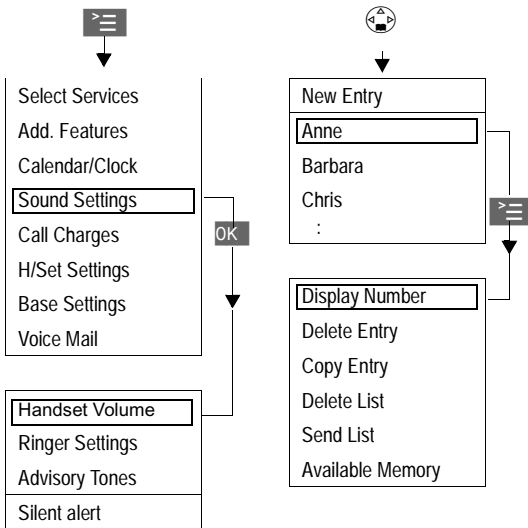 Select Services
Add. Features
Calendar/Clock
Sound Settings
Call Charges
H/Set Settings
Base Settings
Voice Mail
OK
Handset Volume
Ringer Settings
Advisory Tones
Silent alert
New Entry
Anne
Barbara
Chris
:
Display Number
Delete Entry
Copy Entry
Delete List
Send List
Available Memory